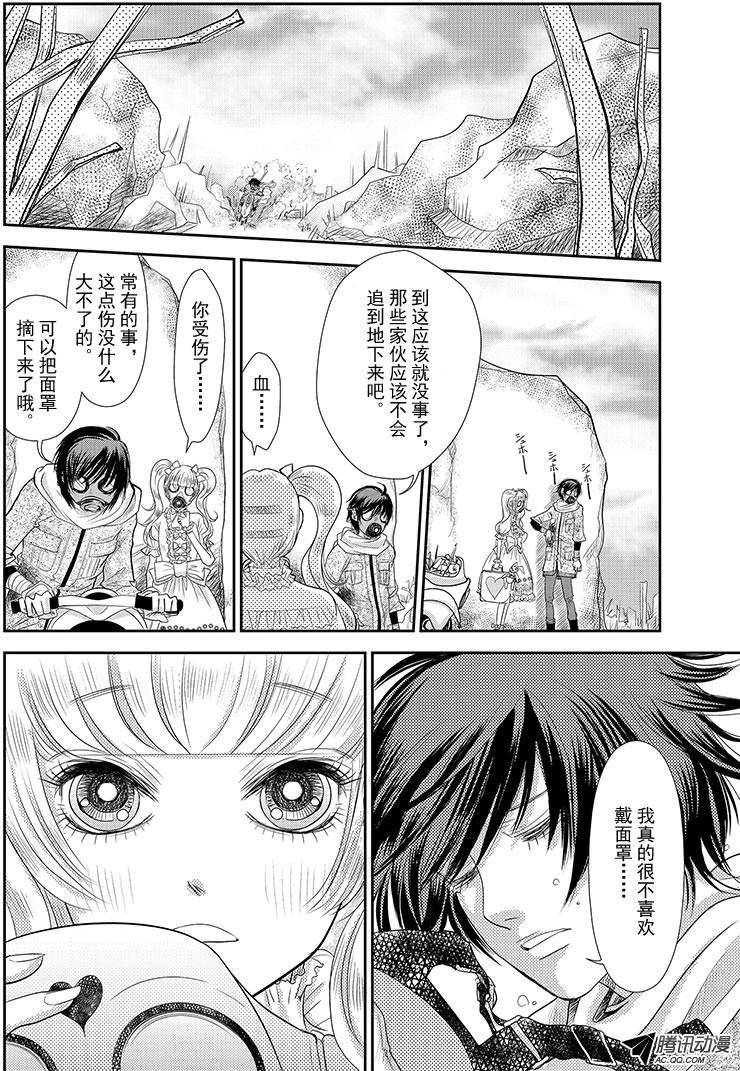 到这应该就没事了，
那些家伙应该不会
追到地下来吧。
シュホー
シュホー
シュホー
血……
你受伤了……
常有的事，
这点伤没什么
大不了的。
可以把面罩
摘下来了哦。
我真的很不喜欢
戴面罩……
腾讯动漫
AC.QQ.COM